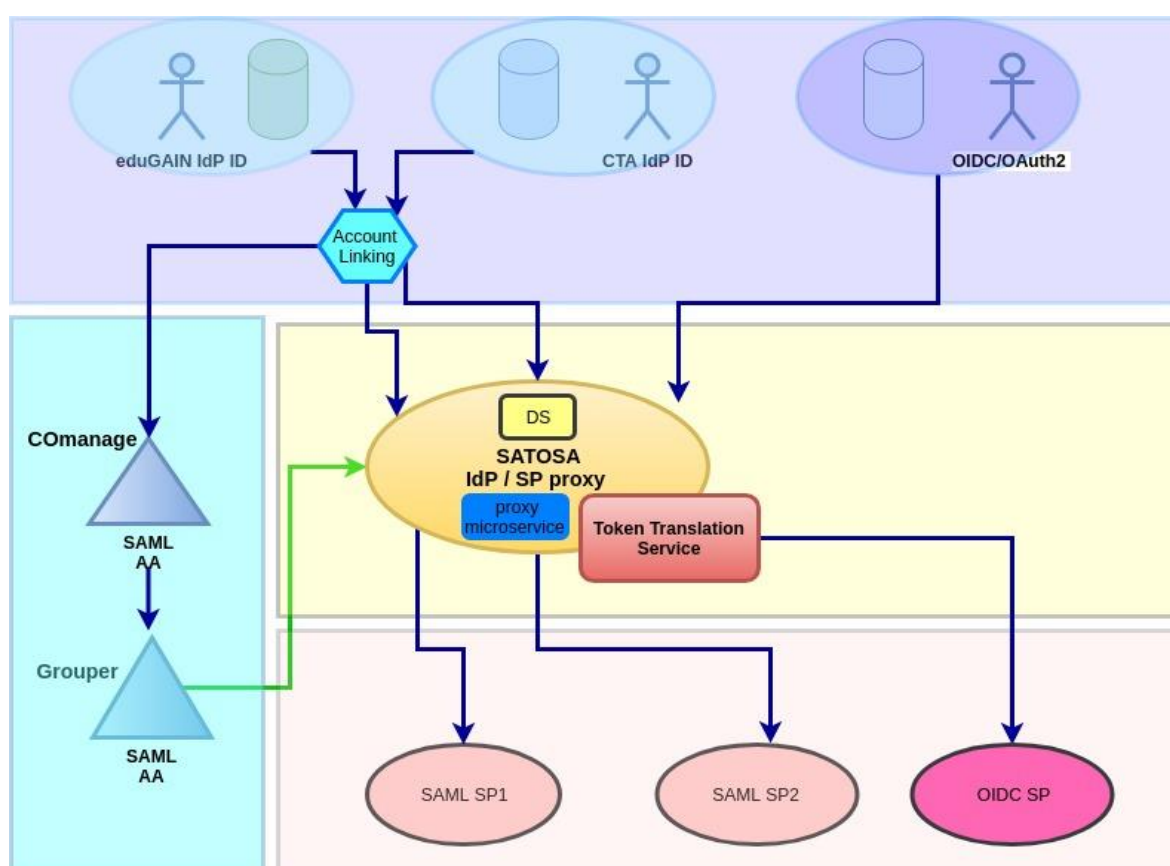 eduGAIN IdP ID
CTA IdP ID
OIDC/OAuth2
Account
Linking
DS
SATOSA
IdP / SP proxy
proxy
microservice
Token Translation
Service
COmanage
SAML
AA
Grouper
SAML
AA
SAML SP1
SAML SP2
OIDC SP